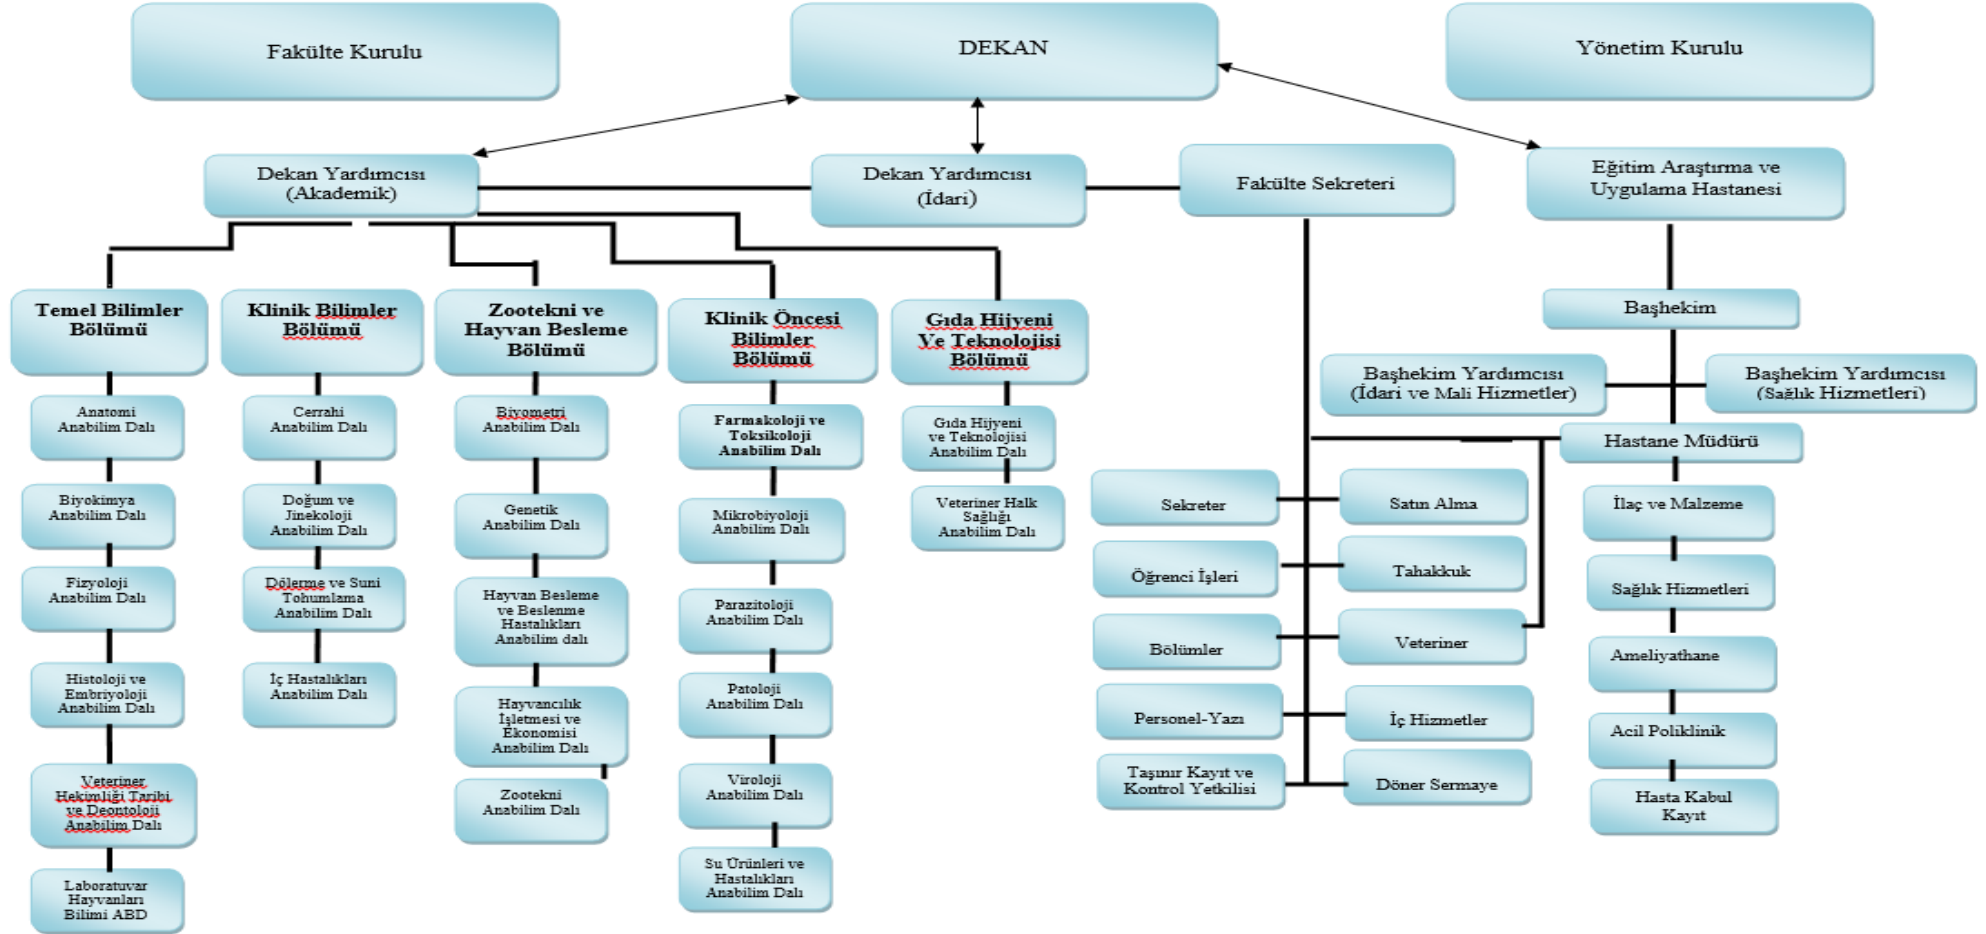 Fakülte Kurulu
DEKAN
Yönetim Kurulu
Dekan Yardımcısı
(Akademik)
Dekan Yardımcısı
(İdari)
Fakülte Sekreteri
Eğitim Araştırma ve
Uygulama Hastanesi
Temel Bilimler
Bölümü
Anatomi
Anabilim Dalı
Biyokimya
Anabilim Dalı
Fizyoloji
Anabilim Dalı
Histoloji ve
Embriyoloji
Anabilim Dalı
Veteriner
Hekimliği Tarihi
ve Deontoloji
Anabilim Dalı
Laboratuvar
Hayvanları
Bilimi ABD
Klinik Bilimler
Bölümü
Cerrahi
Anabilim Dalı
Doğum ve
Jinekoloji
Anabilim Dalı
Dölerme ve Suni
Tohumlama
Anabilim Dalı
İç Hastalıkları
Anabilim Dalı
Zootekni ve
Hayvan Besleme
Bölümü
Biyometri
Anabilim Dalı
Genetik
Anabilim Dalı
Hayvan Besleme
ve Beslenme
Hastalıkları
Anabilim dalı
Hayvancılık
İşletmesi ve
Ekonomisi
Anabilim Dalı
Zootekni
Anabilim Dalı
Klinik Öncesi
Bilimler
Bölümü
Farmakoloji ve
Toksikoloji
Anabilim Dalı
Mikrobiyoloji
Anabilim Dalı
Parazitoloji
Anabilim Dalı
Patoloji
Anabilim Dalı
Viroloji
Anabilim Dalı
Su Ürünleri ve
Hastalıkları
Anabilim Dalı
Gıda Hijyeni
Ve Teknolojisi
Bölümü
Gıda Hijyeni
ve Teknolojisi
Anabilim Dalı
Veteriner Halk
Sağlığı
Anabilim Dalı
Sekreter
Satın Alma
Öğrenci İşleri
Tahakkuk
Bölümler
Veteriner
Personel-Yazı
İç Hizmetler
Taşınır Kayıt ve
Kontrol Yetkilisi
Döner Sermaye
Başhekim
Başhekim Yardımcısı
(İdari ve Mali Hizmetler)
Başhekim Yardımcısı
(Sağlık Hizmetleri)
Hastane Müdürü
İlaç ve Malzeme
Sağlık Hizmetleri
Ameliyathane
Acil Poliklinik
Hasta Kabul
Kayıt